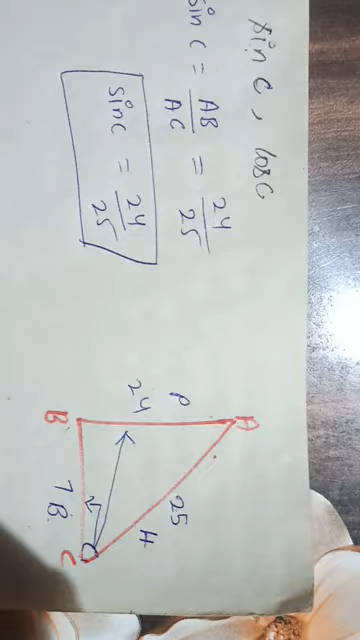 sin C, cos C
sin C = AB/AC = 24/25
sin C = 24/25
A
P
24
25
H
B
7 B
C